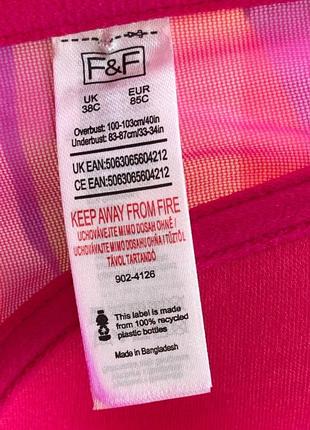 F&F
UK EUR
38C 85C
Overbust: 100-103cm/40in
Underbust: 83-87cm/33-34in
UK EAN:5063065604212
CE EAN:5063065604212
KEEP AWAY FROM FIRE
UCHOVÁVEJTE MIMO DOSAH OHNĚ /
UCHOVÁVAJTE MIMO DOSAHU OHŇA / TŰZTŐL
TÁVOL TARTANDÓ
902-4126
This label is made
from 100% recycled
plastic bottles
Made in Bangladesh